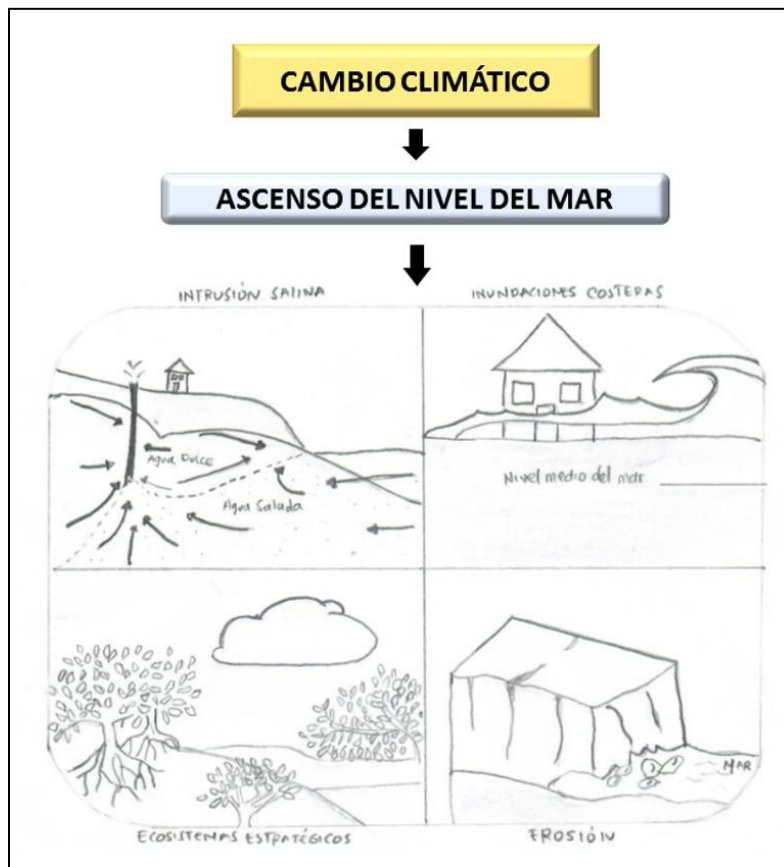 CAMBIO CLIMÁTICO
ASCENSO DEL NIVEL DEL MAR
INTRUSIÓN SALINA
INUNDACIONES COSTERAS
Agua Dulce
Agua Salada
Nivel medio del mar
MAR
ECOSISTEMAS ESTRATÉGICOS
EROSIÓN